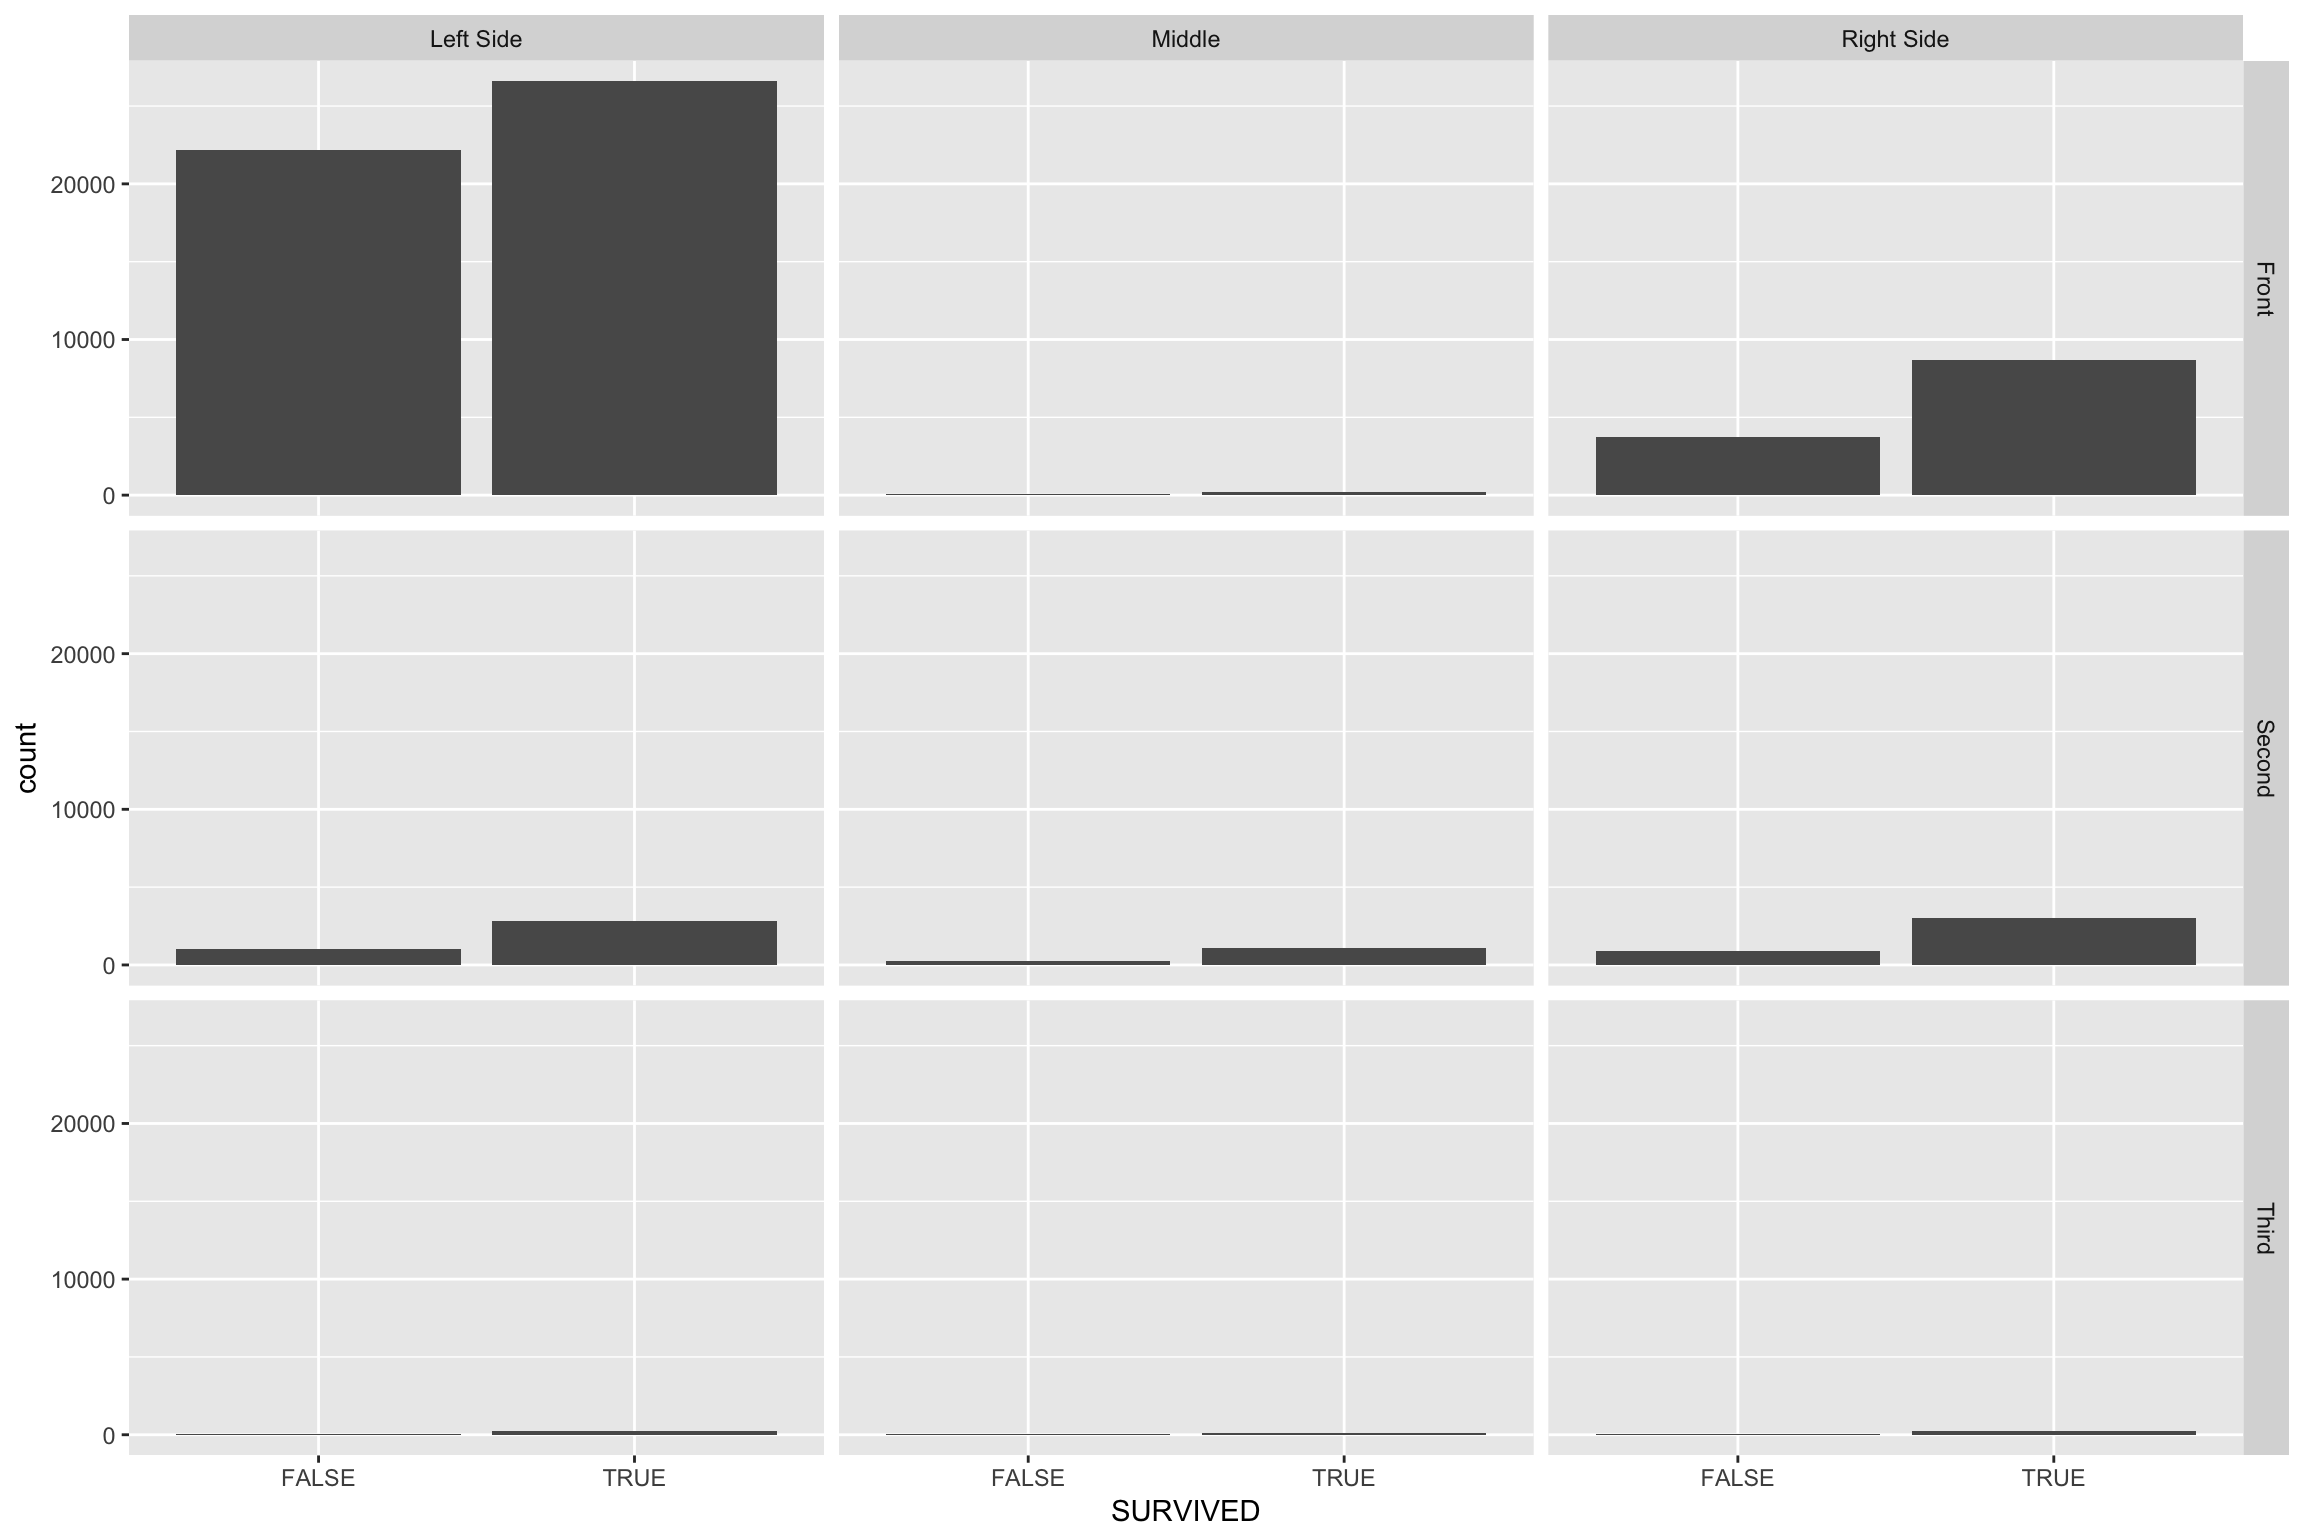 Left Side
Middle
Right Side
20000
10000
0
Front
20000
10000
0
Second
20000
10000
0
Third
count
FALSE
TRUE
FALSE
TRUE
FALSE
TRUE
SURVIVED